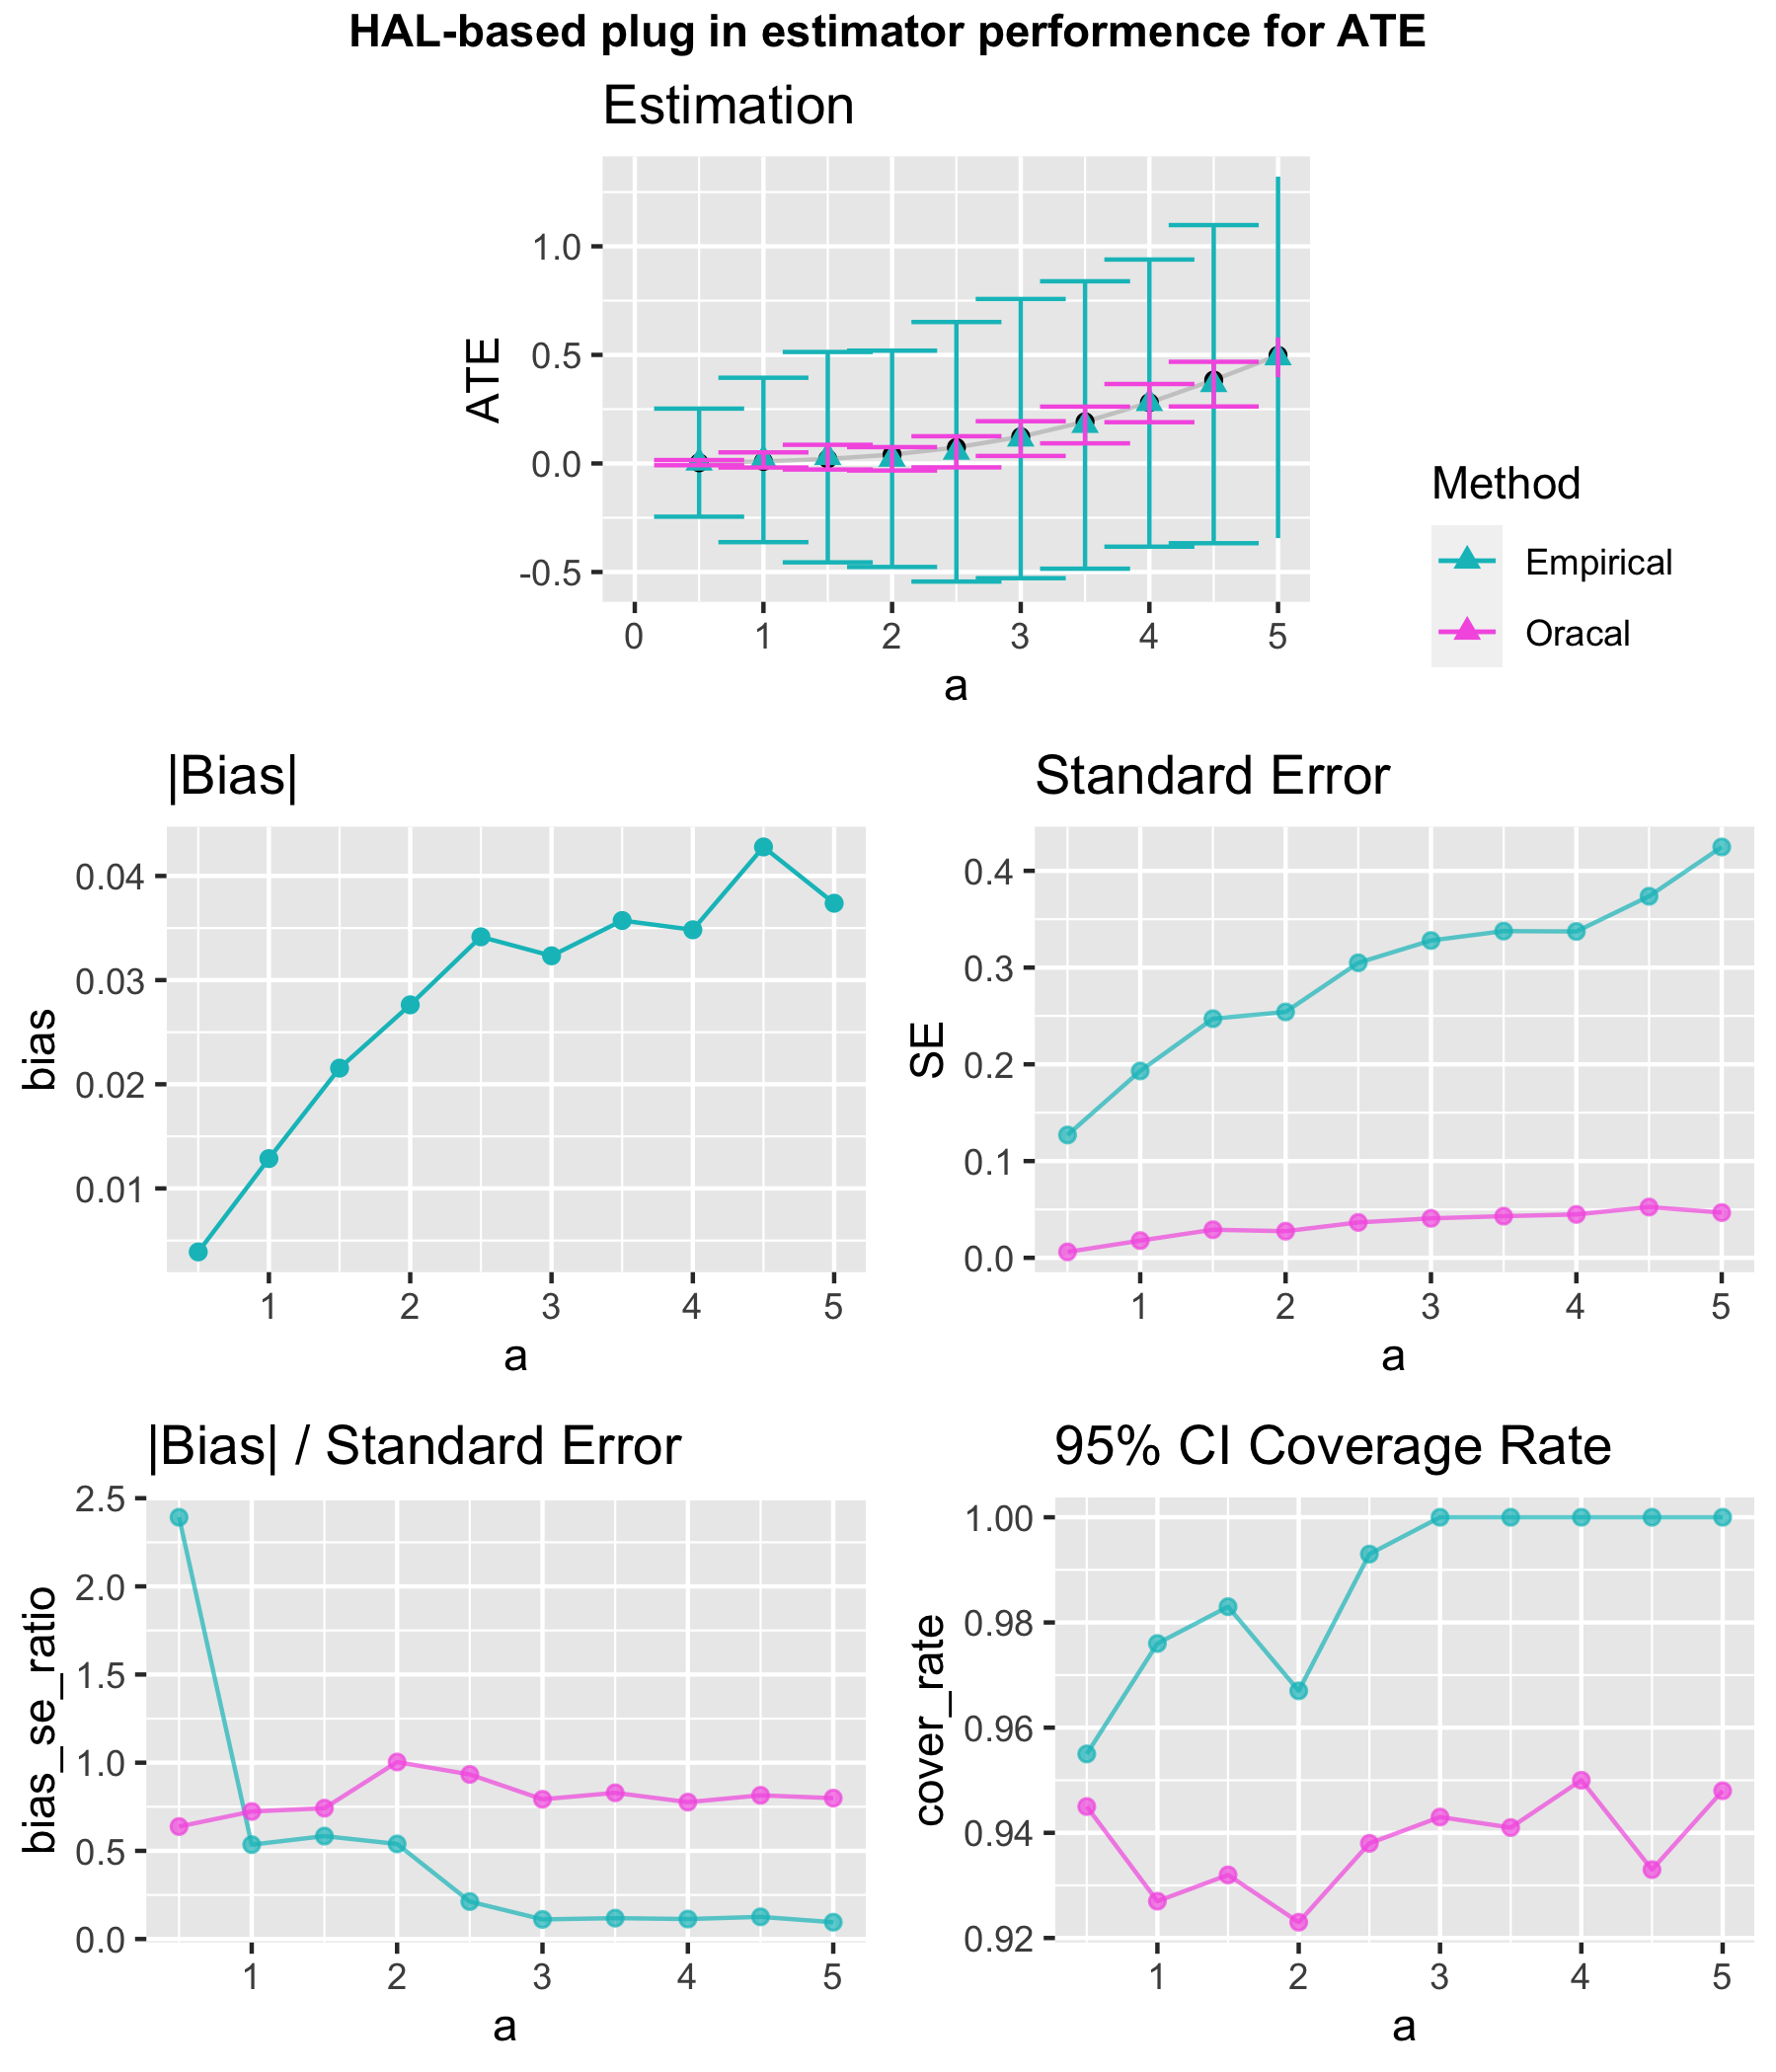 HAL-based plug in estimator performence for ATE
Estimation
ATE
1.0
0.5
0.0
-0.5
0 1 2 3 4 5
a
Method
Empirical
Oracal
|Bias|
bias
0.04
0.03
0.02
0.01
1 2 3 4 5
a
Standard Error
SE
0.4
0.3
0.2
0.1
0.0
1 2 3 4 5
a
|Bias| / Standard Error
bias_se_ratio
2.5
2.0
1.5
1.0
0.5
0.0
1 2 3 4 5
a
95% CI Coverage Rate
cover_rate
1.00
0.98
0.96
0.94
0.92
1 2 3 4 5
a